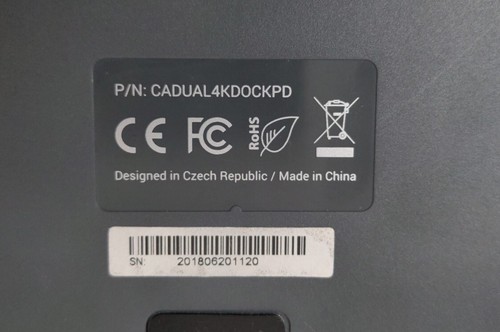 P/N: CADUAL4KDOCKPD
CE FC RoHS
Designed in Czech Republic / Made in China
SN: 201806201120